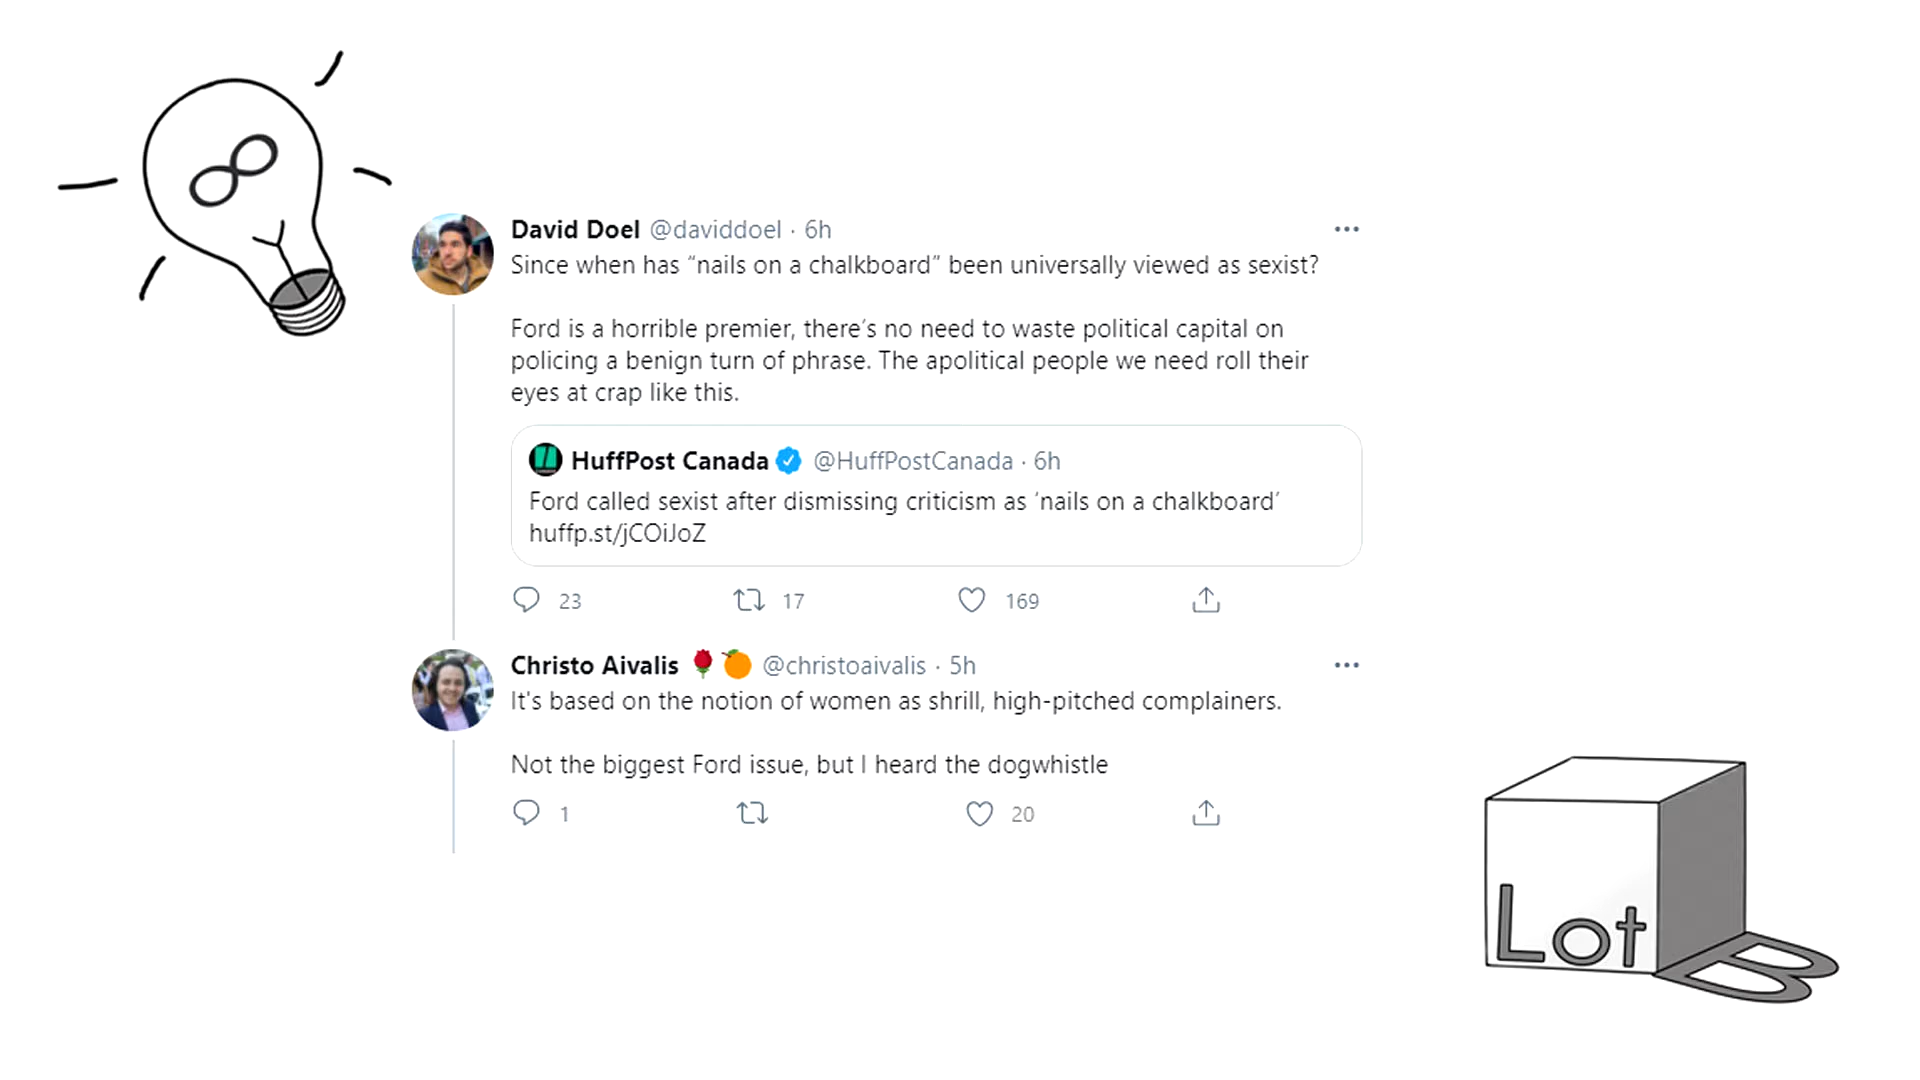 David Doel @daviddoel · 6h
Since when has “nails on a chalkboard” been universally viewed as sexist?
Ford is a horrible premier, there’s no need to waste political capital on
policing a benign turn of phrase. The apolitical people we need roll their
eyes at crap like this.
HuffPost Canada @HuffPostCanada · 6h
Ford called sexist after dismissing criticism as ‘nails on a chalkboard’
huffp.st/jCOiJoZ
23 17 169
Christo Aivalis @christoaivalis · 5h
It's based on the notion of women as shrill, high-pitched complainers.
Not the biggest Ford issue, but I heard the dogwhistle
1 20
Lot B